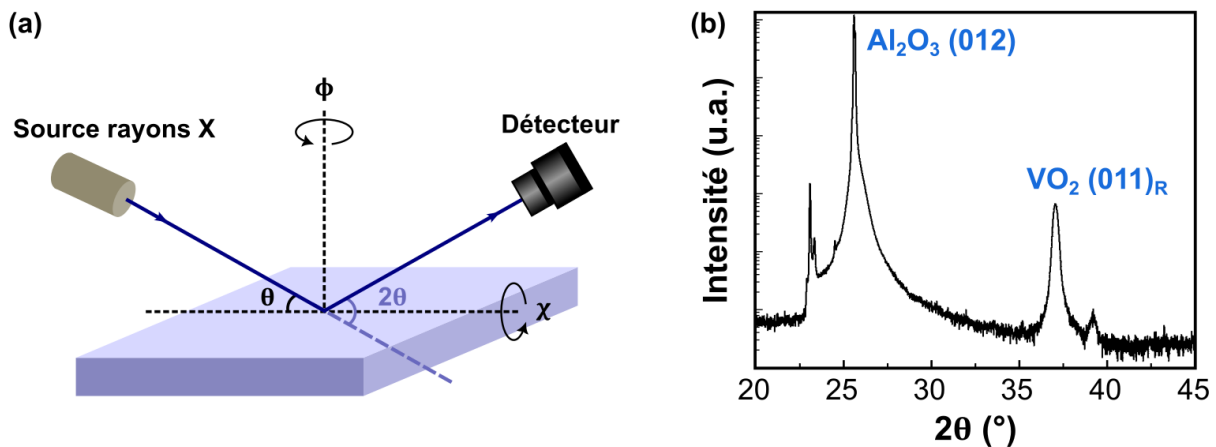 (a)
ϕ
Source rayons X
Détecteur
θ
2θ
χ
(b)
Al₂O₃ (012)
VO₂ (011)R
Intensité (u.a.)
20 25 30 35 40 45
2θ (°)